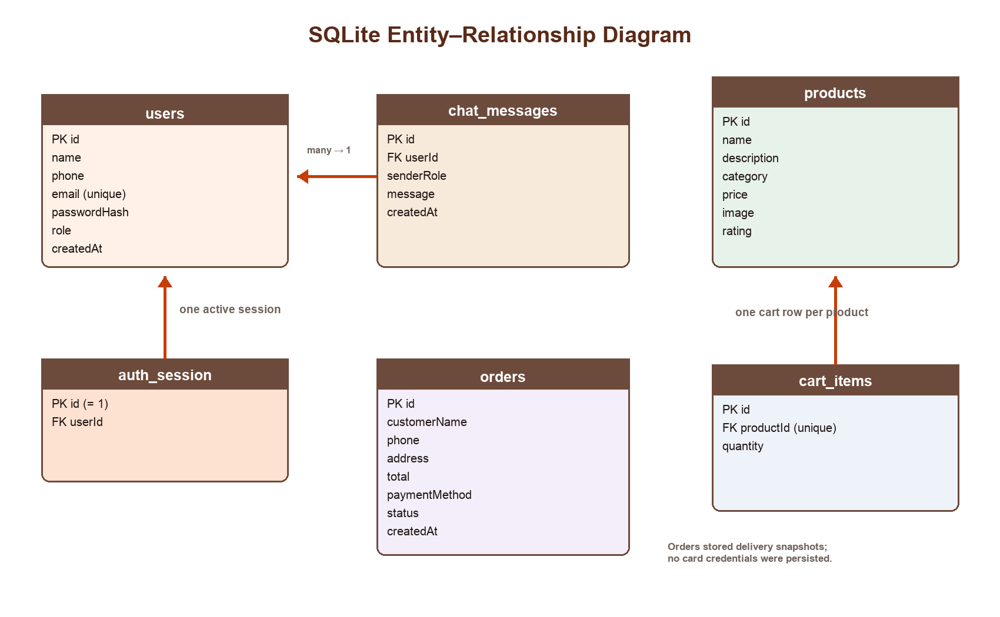 SQLite Entity–Relationship Diagram
users
PK id
name
phone
email (unique)
passwordHash
role
createdAt
many → 1
chat_messages
PK id
FK userId
senderRole
message
createdAt
products
PK id
name
description
category
price
image
rating
one active session
one cart row per product
auth_session
PK id (= 1)
FK userId
orders
PK id
customerName
phone
address
total
paymentMethod
status
createdAt
cart_items
PK id
FK productId (unique)
quantity
Orders stored delivery snapshots;
no card credentials were persisted.